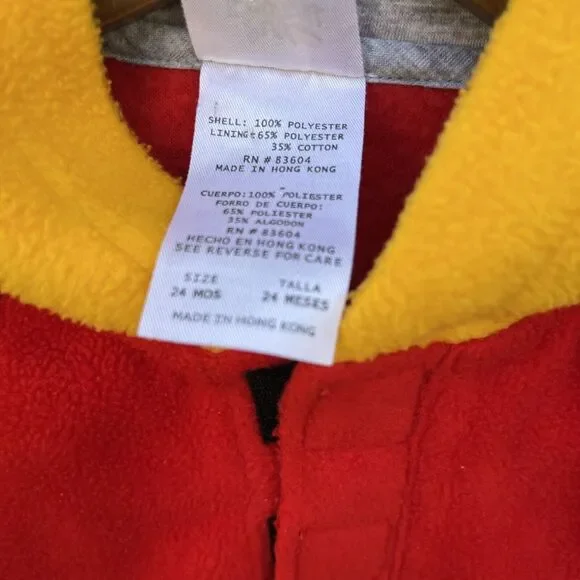 SHELL: 100% POLYESTER
LINING: 65% POLYESTER
35% COTTON
RN # 83604
MADE IN HONG KONG
CUERPO: 100% POLIESTER
FORRO DE CUERPO:
65% POLIESTER
35% ALGODON
RN # 83604
HECHO EN HONG KONG
SEE REVERSE FOR CARE
SIZE TALLA
24 MOS 24 MESES
MADE IN HONG KONG